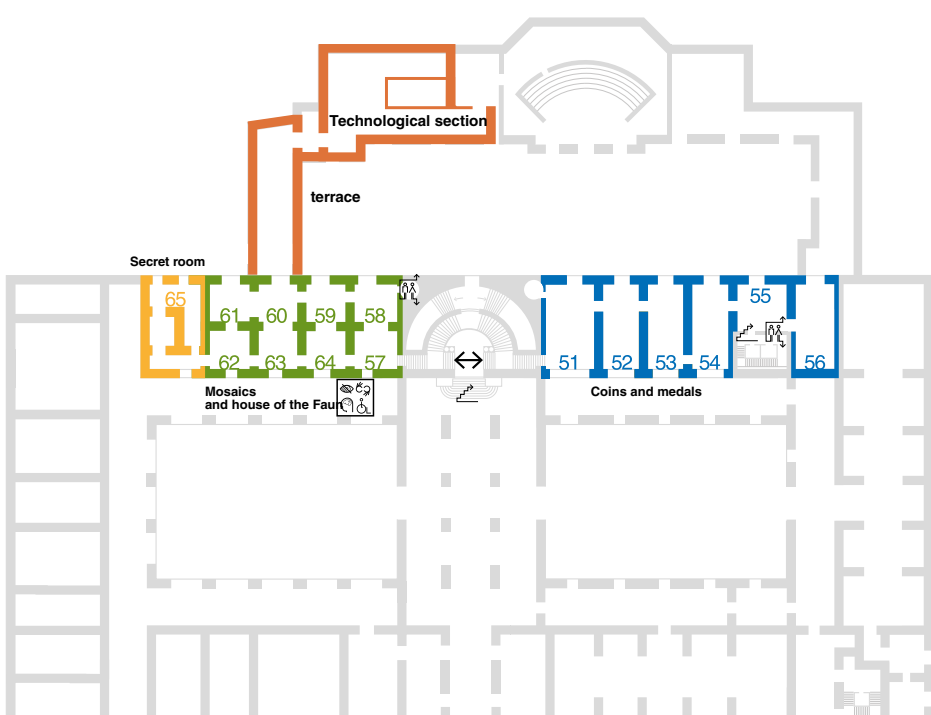 Technological section
terrace
Secret room
65
61
60
59
58
62
63
64
57
55
51
52
53
54
56
Mosaics
and house of the Faun
Coins and medals